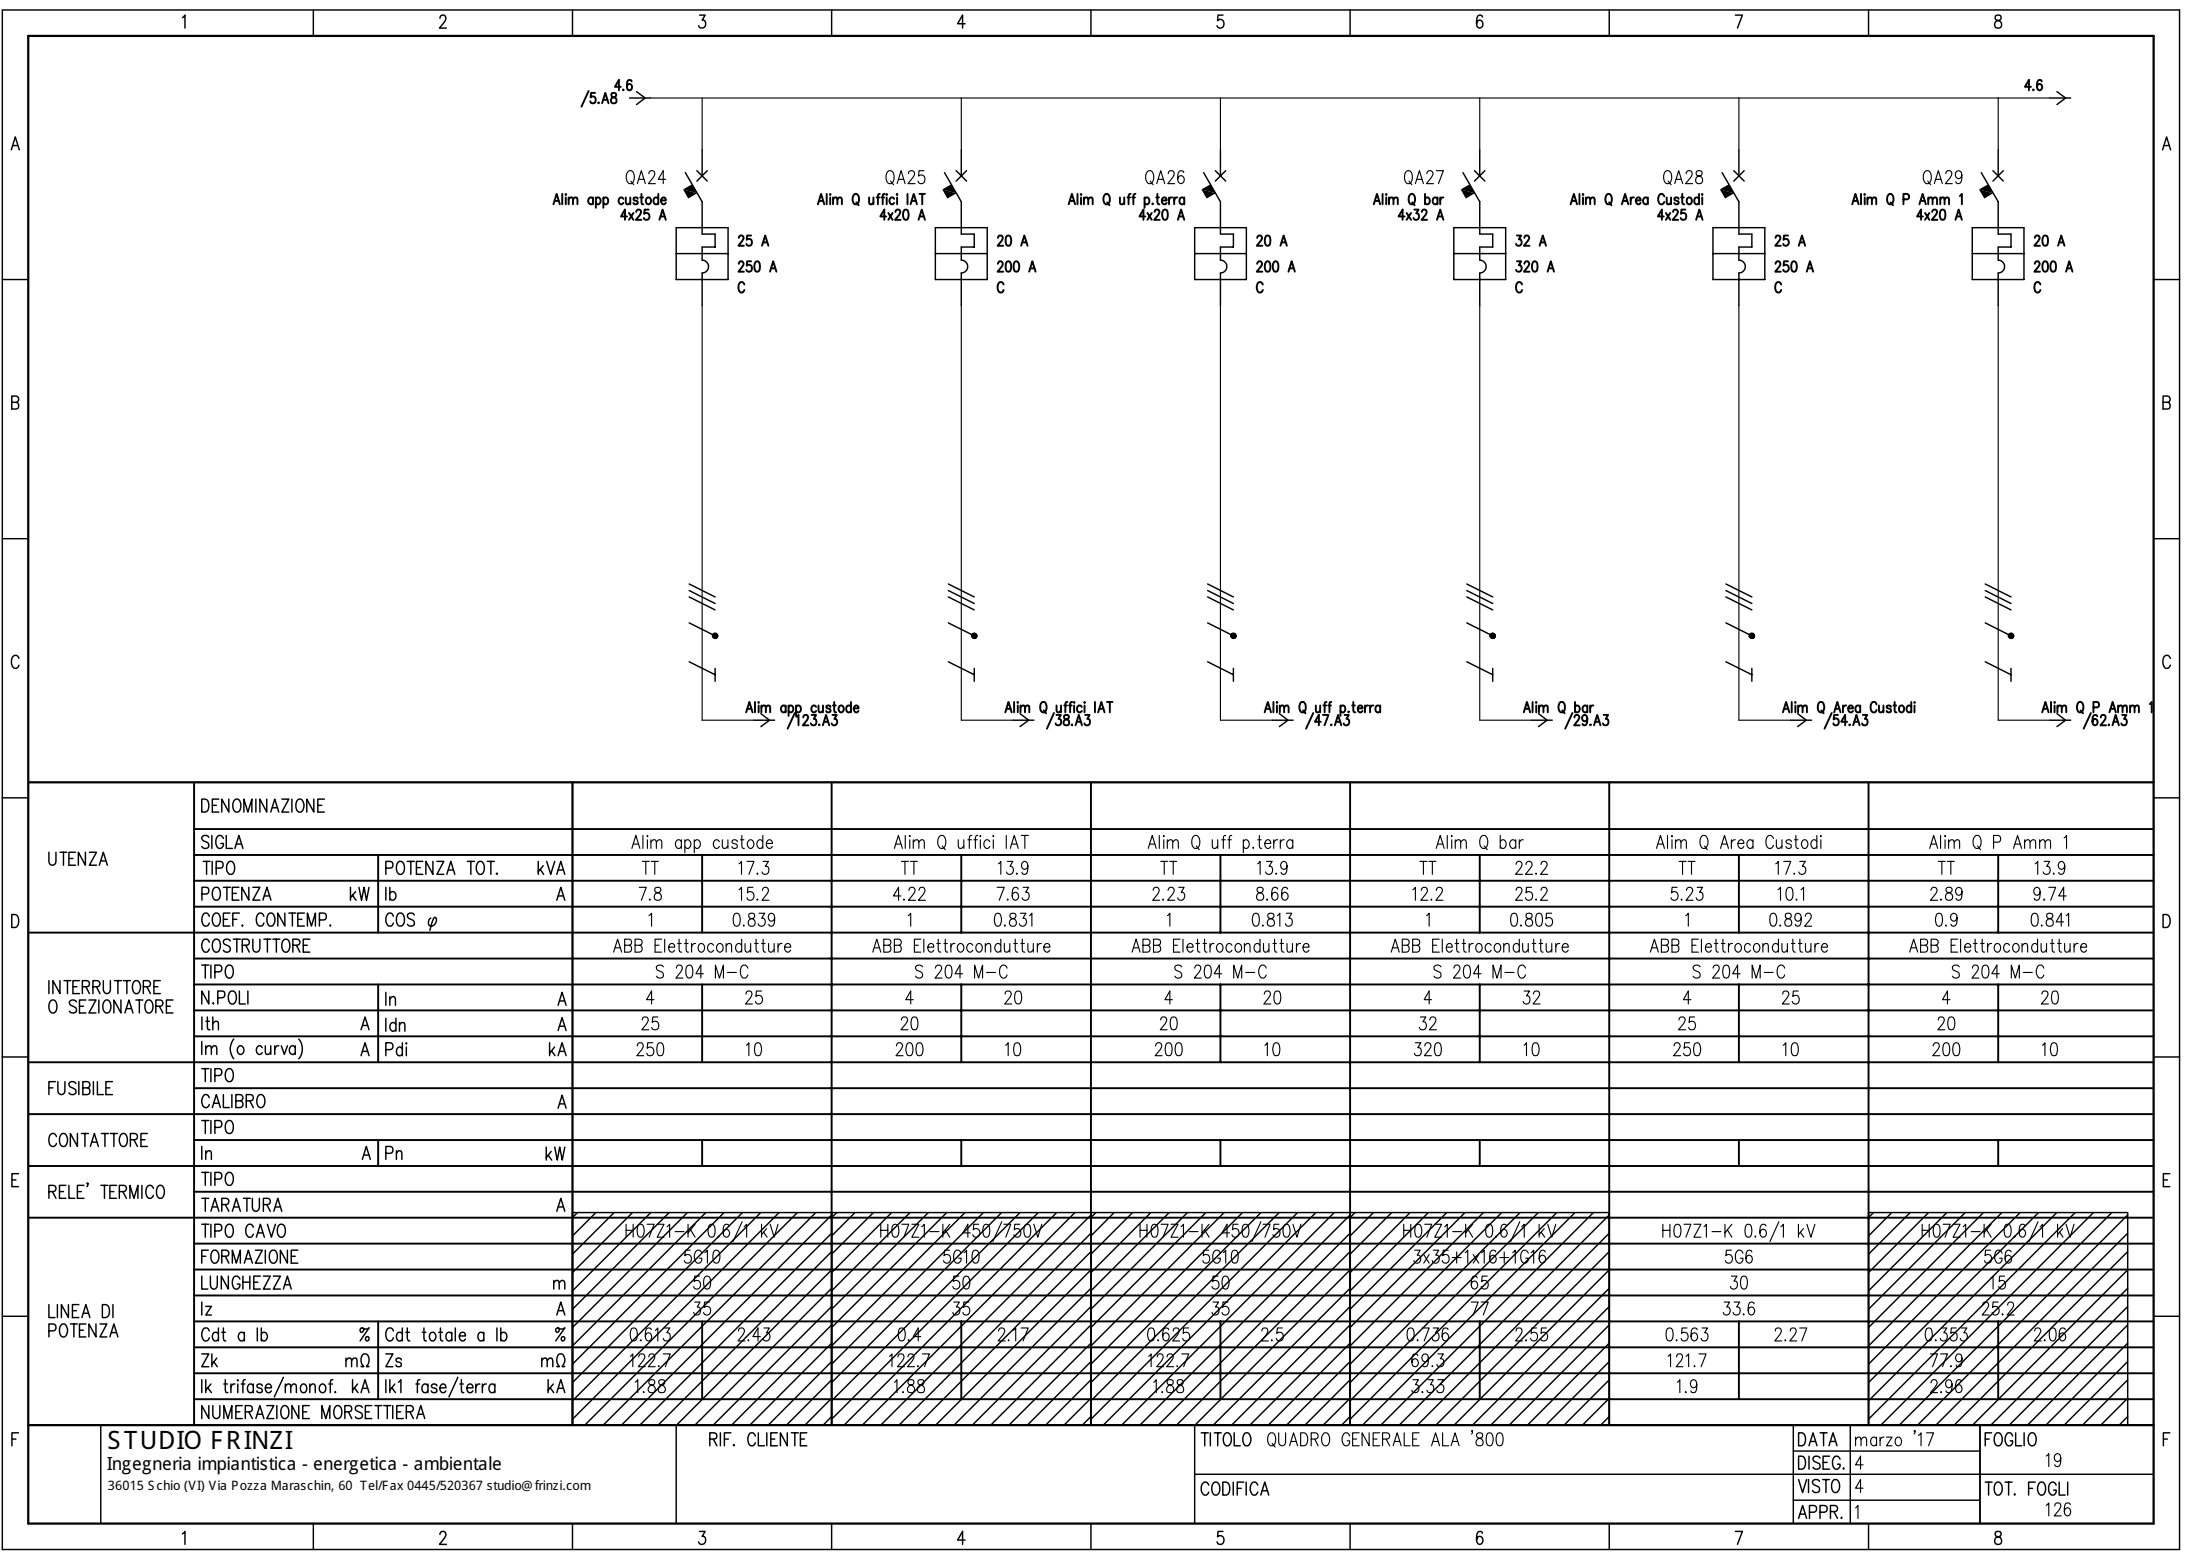 1 2 3 4 5 6 7 8
4.6
/5.A8
4.6
A A
QA24 QA25 QA26 QA27 QA28 QA29
Alim app custode Alim Q uffici IAT Alim Q uff p.terra Alim Q bar Alim Q Area Custodi Alim Q P Amm 1
4x25 A 4x20 A 4x20 A 4x32 A 4x25 A 4x20 A
25 A 20 A 20 A 32 A 25 A 20 A
250 A 200 A 200 A 320 A 250 A 200 A
C C C C C C
B B
C C
Alim app custode Alim Q uffici IAT Alim Q uff p.terra Alim Q bar Alim Q Area Custodi Alim Q P Amm 1
/123.A3 /38.A3 /47.A3 /29.A3 /54.A3 /62.A3
UTENZA
DENOMINAZIONE
SIGLA Alim app custode Alim Q uffici IAT Alim Q uff p.terra Alim Q bar Alim Q Area Custodi Alim Q P Amm 1
TIPO POTENZA TOT. kVA TT 17.3 TT 13.9 TT 13.9 TT 22.2 TT 17.3 TT 13.9
POTENZA kW Ib A 7.8 15.2 4.22 7.63 2.23 8.66 12.2 25.2 5.23 10.1 2.89 9.74
D COEF. CONTEMP. COS φ 1 0.839 1 0.831 1 0.813 1 0.805 1 0.892 0.9 0.841 D
INTERRUTTORE
O SEZIONATORE
COSTRUTTORE ABB Elettrocondutture ABB Elettrocondutture ABB Elettrocondutture ABB Elettrocondutture ABB Elettrocondutture ABB Elettrocondutture
TIPO S 204 M-C S 204 M-C S 204 M-C S 204 M-C S 204 M-C S 204 M-C
N.POLI In A 4 25 4 20 4 20 4 32 4 25 4 20
Ith A Idn A 25 20 20 32 25 20
Im (o curva) A Pdi kA 250 10 200 10 200 10 320 10 250 10 200 10
FUSIBILE
TIPO
CALIBRO A
CONTATTORE
TIPO
In A Pn kW
E E
RELE' TERMICO
TIPO
TARATURA A
LINEA DI
POTENZA
TIPO CAVO H07Z1-K 0.6/1 kV H07Z1-K 450/750V H07Z1-K 450/750V H07Z1-K 0.6/1 kV H07Z1-K 0.6/1 kV H07Z1-K 0.6/1 kV
FORMAZIONE 5G10 5G10 5G10 3x35+1x16+1G16 5G6 5G6
LUNGHEZZA m 50 50 50 65 30 15
Iz A 35 35 35 77 33.6 25.2
Cdt a Ib % Cdt totale a Ib % 0.613 2.43 0.4 2.17 0.625 2.5 0.736 2.55 0.563 2.27 0.353 2.06
Zk mΩ Zs mΩ 122.7 122.7 122.7 69.3 121.7 77.9
Ik trifase/monof. kA Ik1 fase/terra kA 1.88 1.88 1.88 3.33 1.9 2.96
NUMERAZIONE MORSETTIERA
F F
STUDIO FRINZI
Ingegneria impiantistica - energetica - ambientale
36015 Schio (VI) Via Pozza Maraschin, 60 Tel/Fax 0445/520367 studio@frinzi.com
RIF. CLIENTE
TITOLO QUADRO GENERALE ALA '800
CODIFICA
DATA marzo '17
DISEG. 4
VISTO 4
APPR. 1
FOGLIO
19
TOT. FOGLI
126
1 2 3 4 5 6 7 8